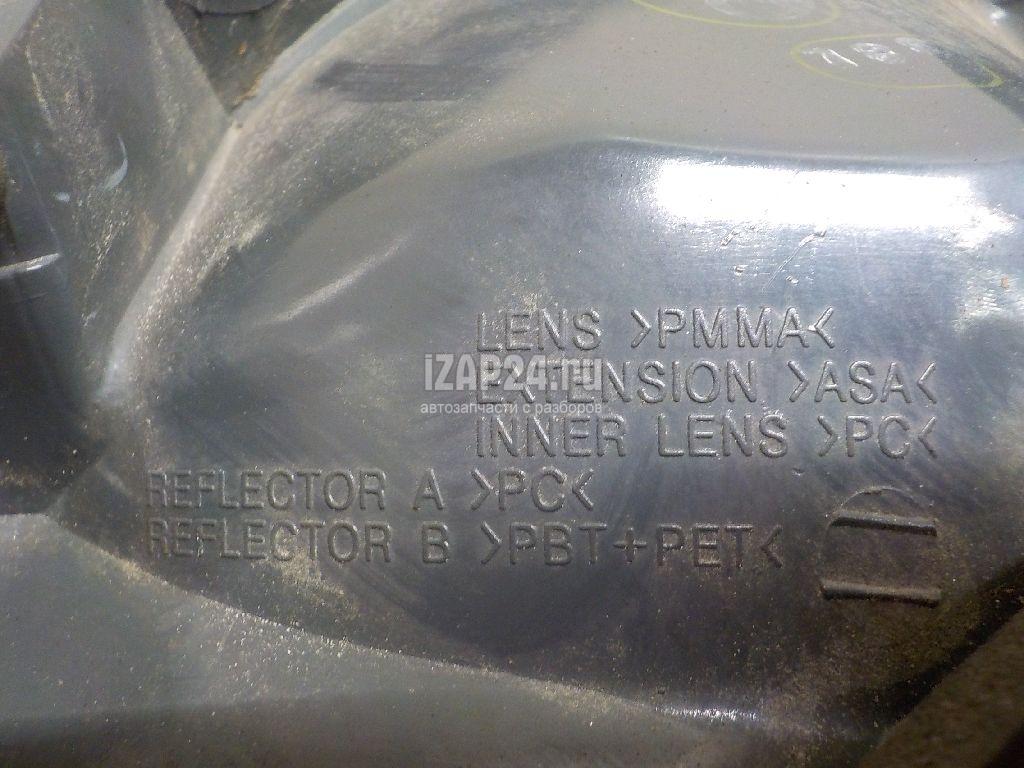 LENS >PMMA<
EXTENSION >ASA<
INNER LENS >PC<
REFLECTOR A >PC<
REFLECTOR B >PBT+PET<
iZAP24.ru
автозапчасти с разборов